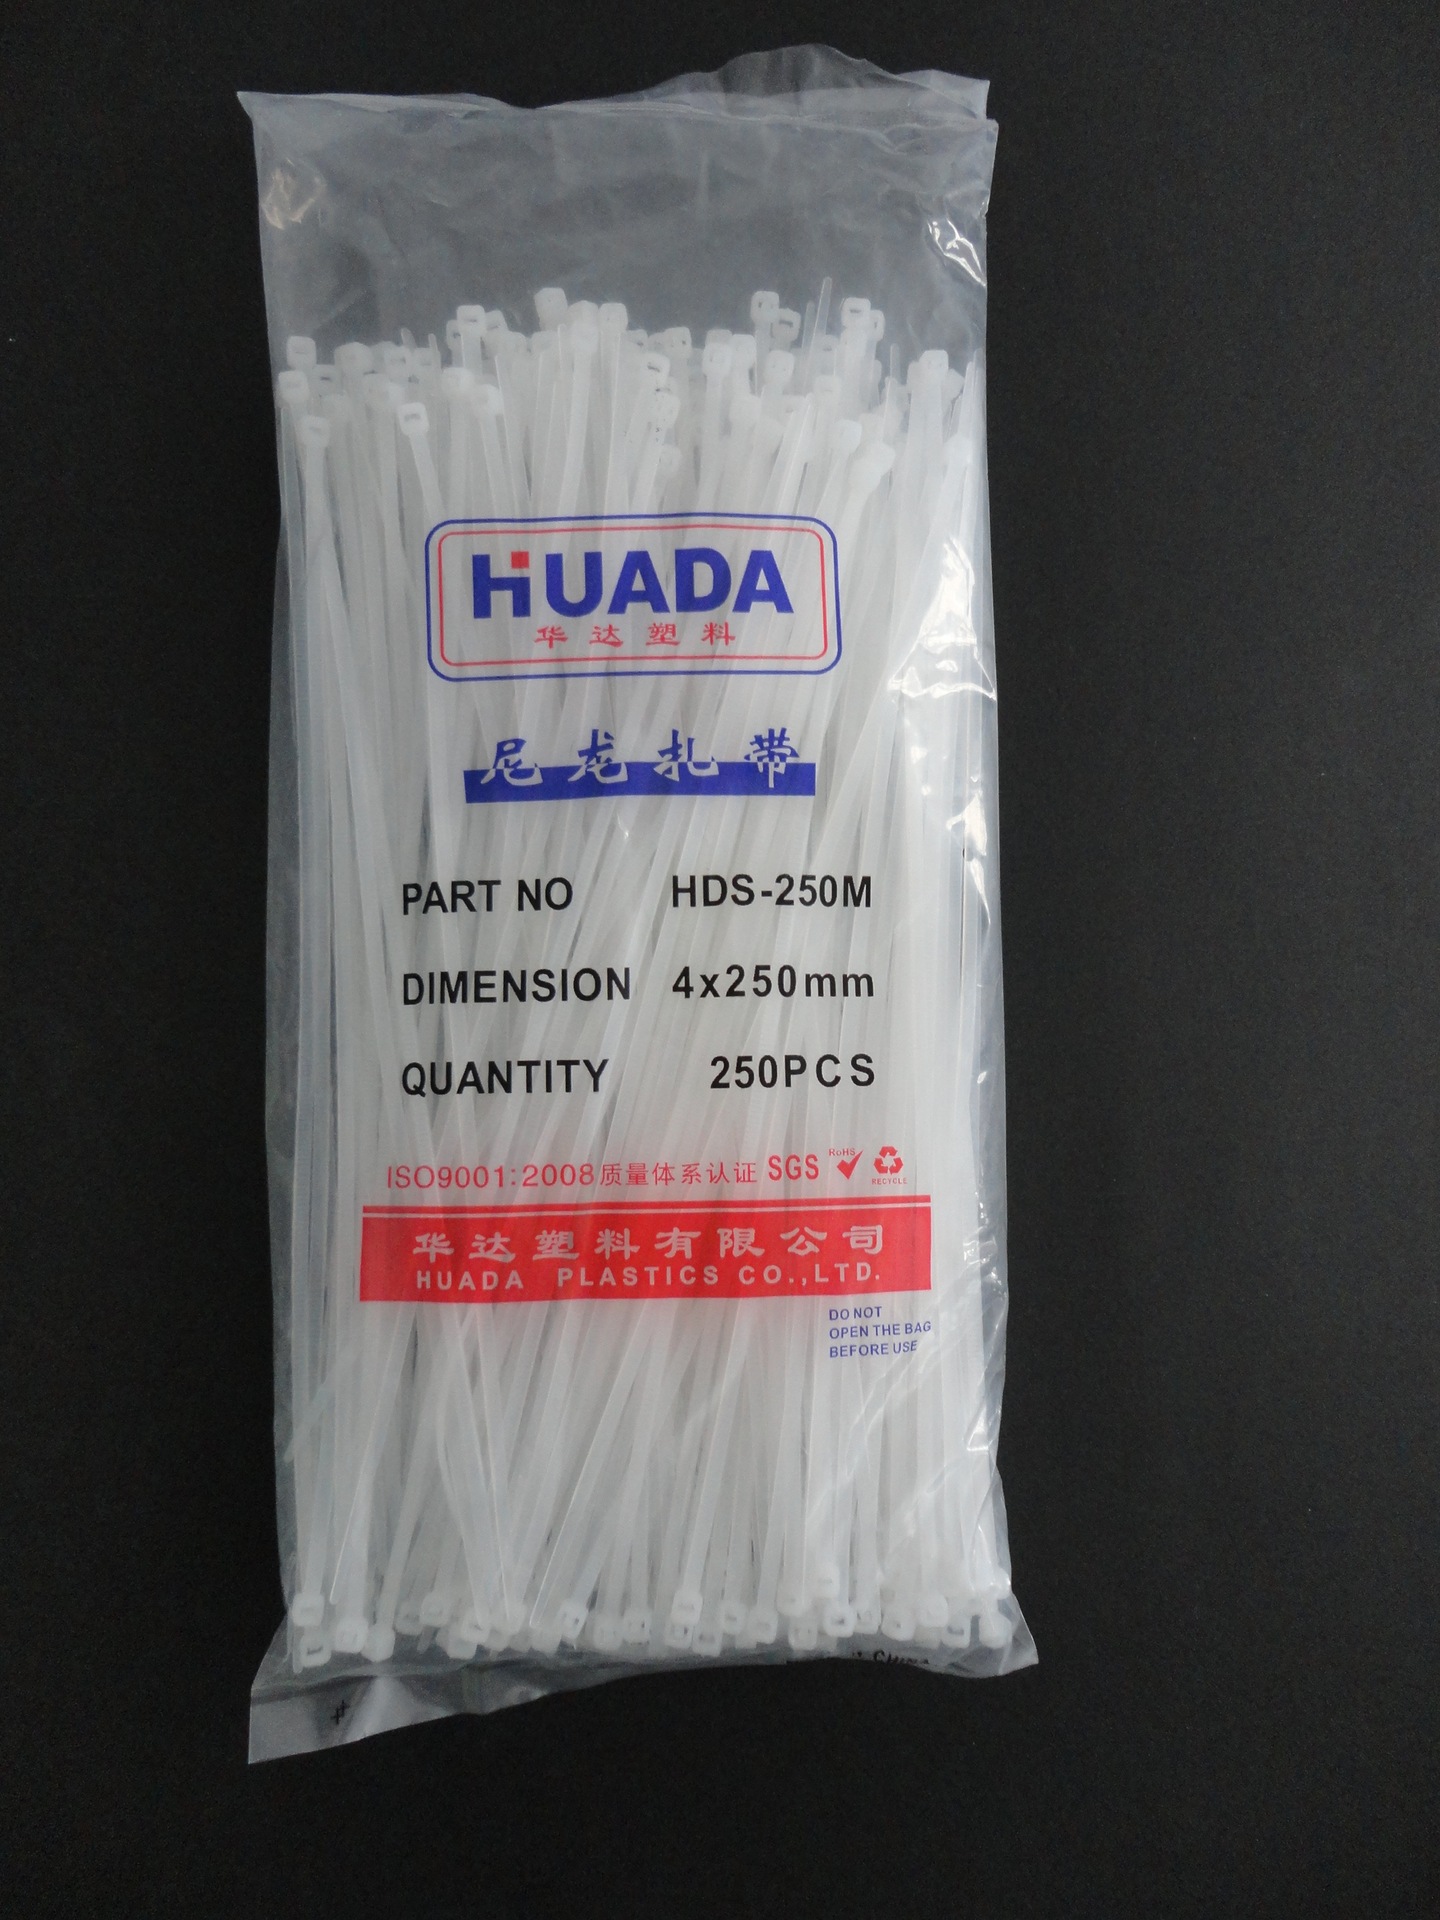 HUADA
华达塑料
尼龙扎带
PART NO HDS-250M
DIMENSION 4x250mm
QUANTITY 250PCS
ISO9001:2008质量体系认证 SGS RoHS RECYCLE
华达塑料有限公司
HUADA PLASTICS CO.,LTD.
DO NOT
OPEN THE BAG
BEFORE USE